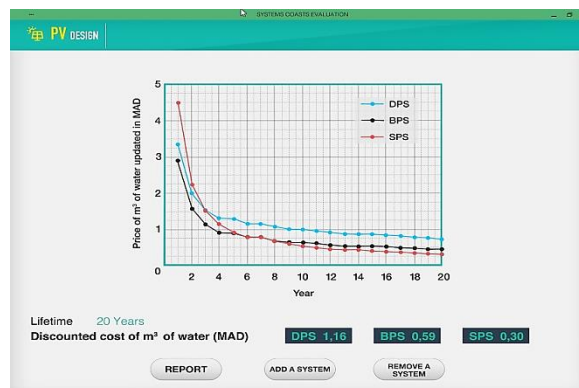 SYSTEMS COASTS EVALUATION
PV DESIGN
Price of m³ of water updated in MAD
5
4
3
2
1
0
DPS
BPS
SPS
2 4 6 8 10 12 14 16 18 20
Year
Lifetime 20 Years
Discounted cost of m³ of water (MAD) DPS 1,16 BPS 0,59 SPS 0,30
REPORT
ADD A SYSTEM
REMOVE A
SYSTEM